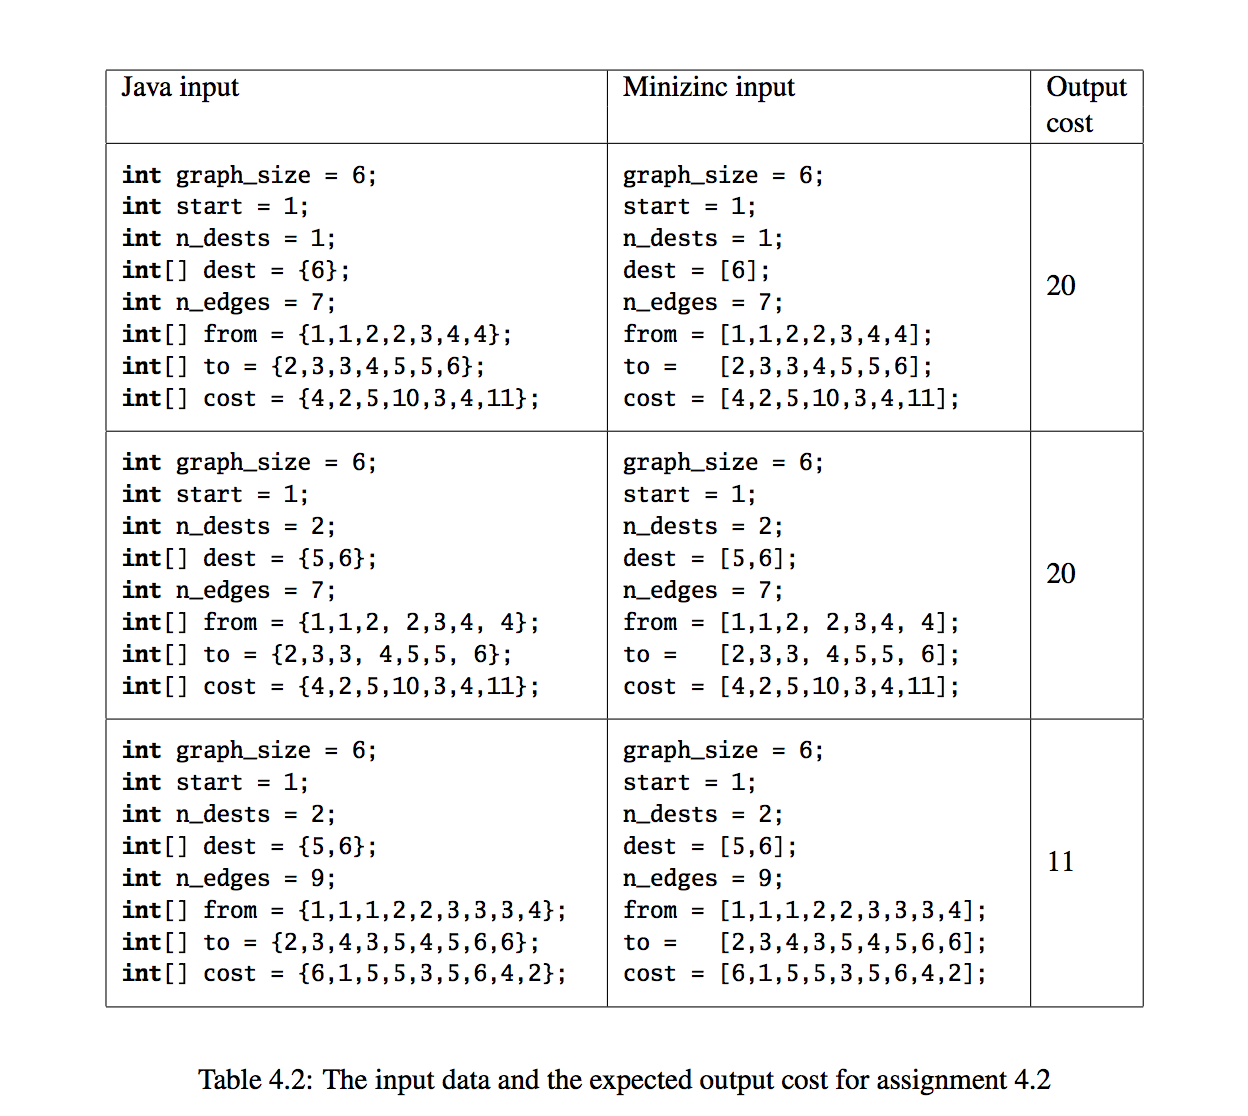 Java input
Minizinc input
Output
cost
int graph_size = 6;
int start = 1;
int n_dests = 1;
int[] dest = {6};
int n_edges = 7;
int[] from = {1,1,2,2,3,4,4};
int[] to = {2,3,3,4,5,5,6};
int[] cost = {4,2,5,10,3,4,11};
graph_size = 6;
start = 1;
n_dests = 1;
dest = [6];
n_edges = 7;
from = [1,1,2,2,3,4,4];
to =   [2,3,3,4,5,5,6];
cost = [4,2,5,10,3,4,11];
20
int graph_size = 6;
int start = 1;
int n_dests = 2;
int[] dest = {5,6};
int n_edges = 7;
int[] from = {1,1,2, 2,3,4, 4};
int[] to = {2,3,3, 4,5,5, 6};
int[] cost = {4,2,5,10,3,4,11};
graph_size = 6;
start = 1;
n_dests = 2;
dest = [5,6];
n_edges = 7;
from = [1,1,2, 2,3,4, 4];
to =   [2,3,3, 4,5,5, 6];
cost = [4,2,5,10,3,4,11];
20
int graph_size = 6;
int start = 1;
int n_dests = 2;
int[] dest = {5,6};
int n_edges = 9;
int[] from = {1,1,1,2,2,3,3,3,4};
int[] to = {2,3,4,3,5,4,5,6,6};
int[] cost = {6,1,5,5,3,5,6,4,2};
graph_size = 6;
start = 1;
n_dests = 2;
dest = [5,6];
n_edges = 9;
from = [1,1,1,2,2,3,3,3,4];
to =   [2,3,4,3,5,4,5,6,6];
cost = [6,1,5,5,3,5,6,4,2];
11
Table 4.2: The input data and the expected output cost for assignment 4.2